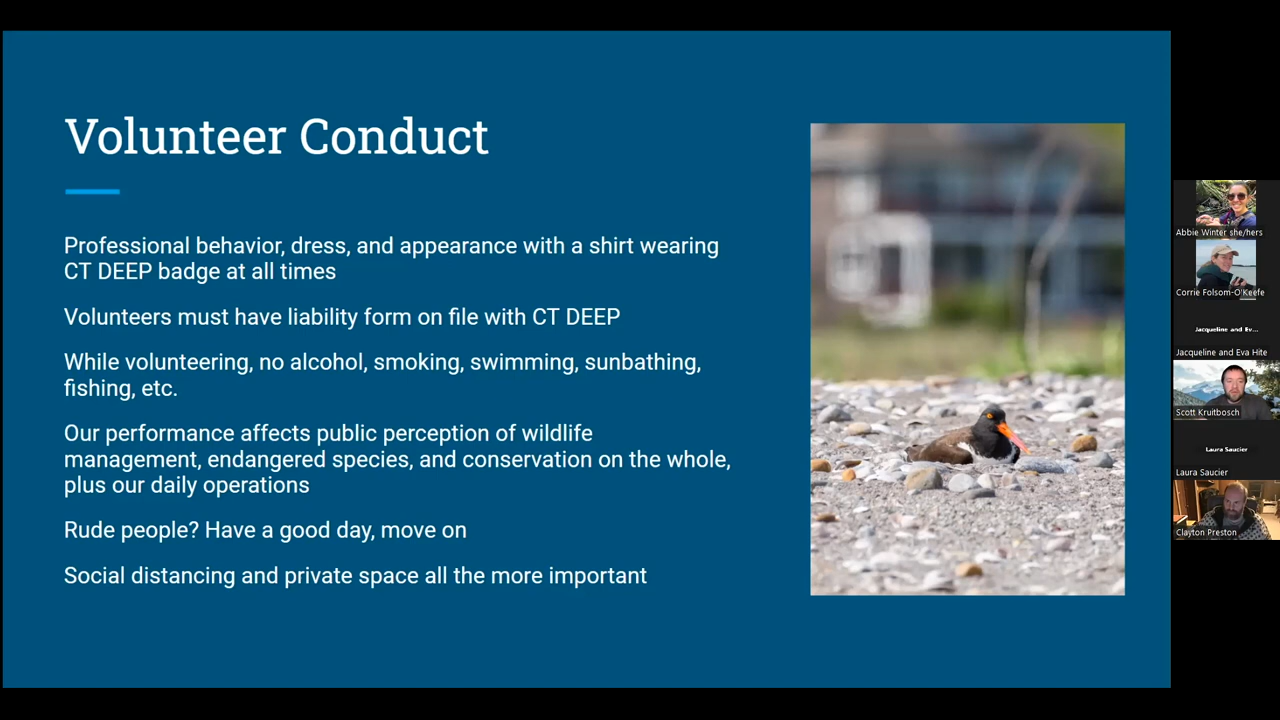 Volunteer Conduct
Professional behavior, dress, and appearance with a shirt wearing
CT DEEP badge at all times
Volunteers must have liability form on file with CT DEEP
While volunteering, no alcohol, smoking, swimming, sunbathing,
fishing, etc.
Our performance affects public perception of wildlife
management, endangered species, and conservation on the whole,
plus our daily operations
Rude people? Have a good day, move on
Social distancing and private space all the more important
Abbie Winter she/hers
Corrie Folsom-O'Keefe
Jacqueline and Ev...
Jacqueline and Eva Hite
Scott Kruitbosch
Laura Saucier
Laura Saucier
Clayton Preston